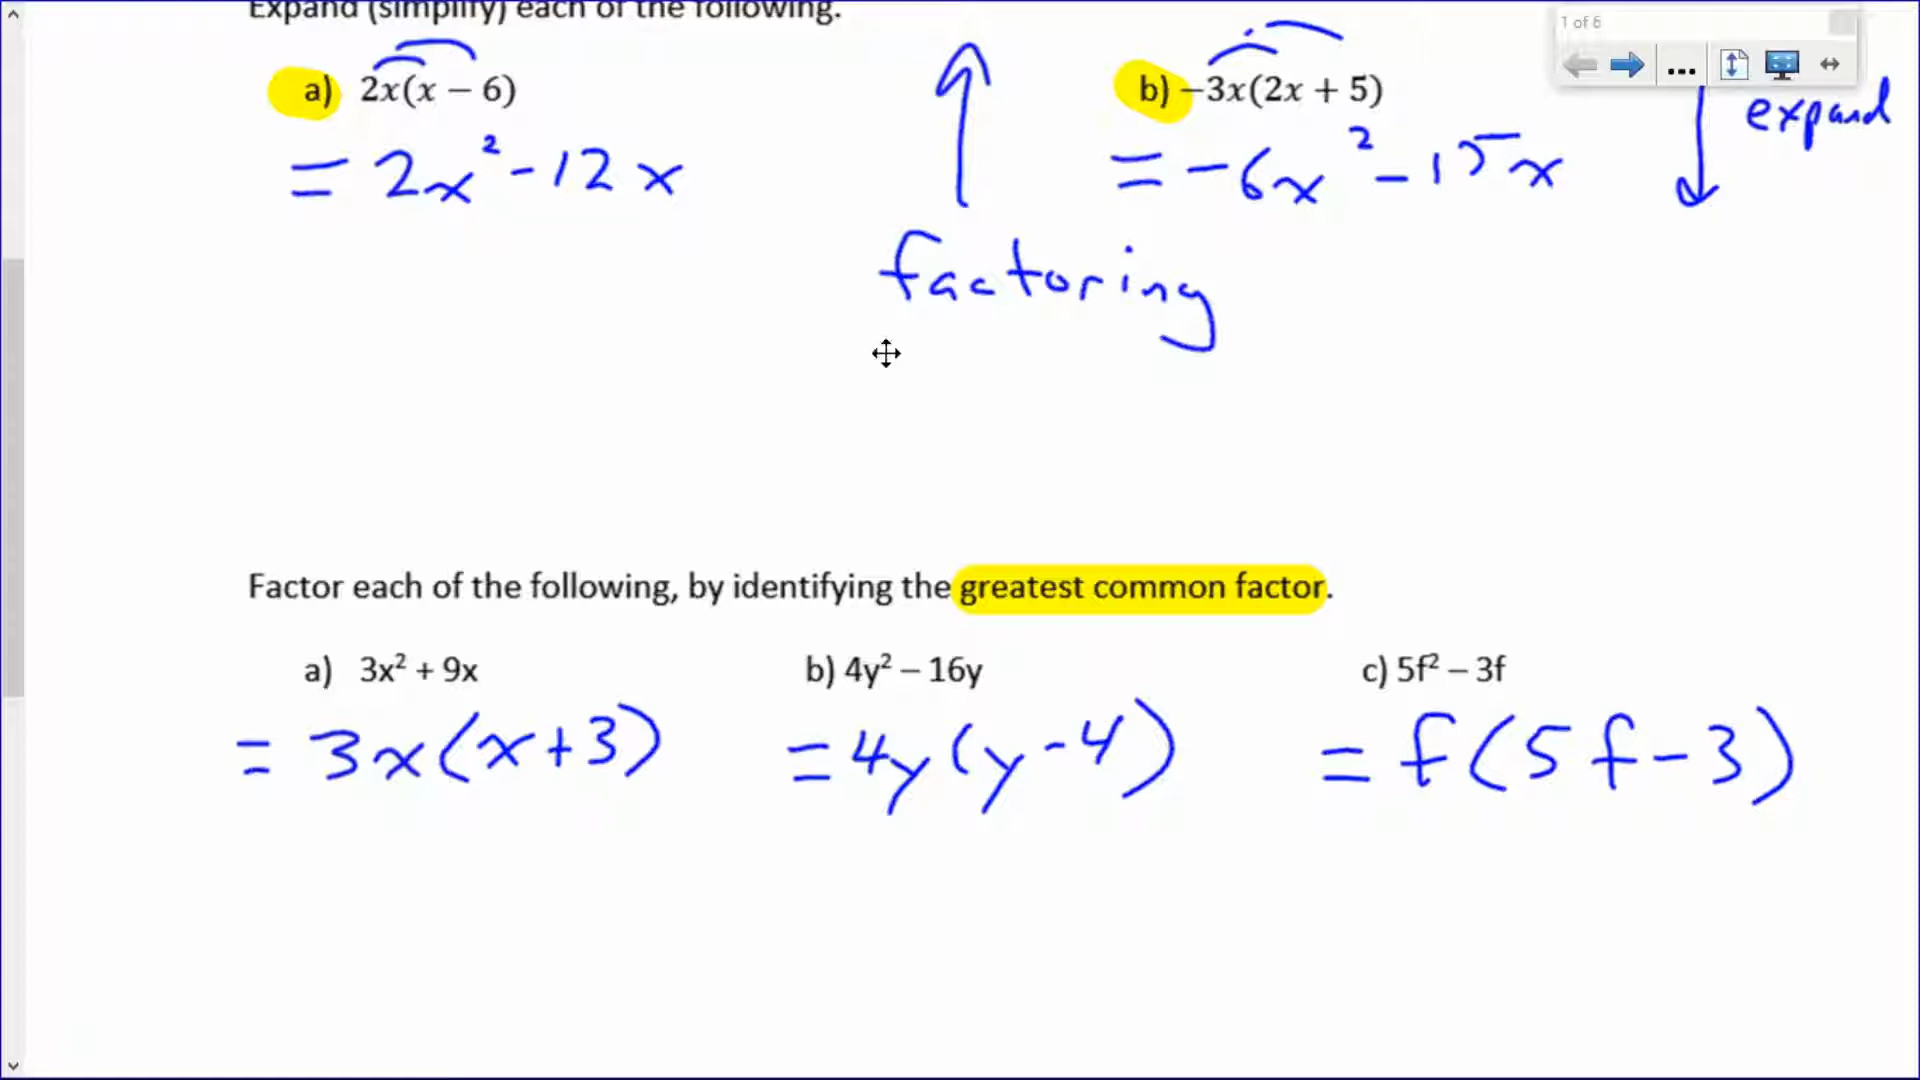 Expand (simplify) each of the following.
1 of 6
a) 2x(x – 6)
b) –3x(2x + 5)
expand
= 2x² - 12x
= -6x² - 15x
factoring
Factor each of the following, by identifying the greatest common factor.
a) 3x² + 9x
b) 4y² – 16y
c) 5f² – 3f
= 3x(x+3)
= 4y(y-4)
= f(5f-3)